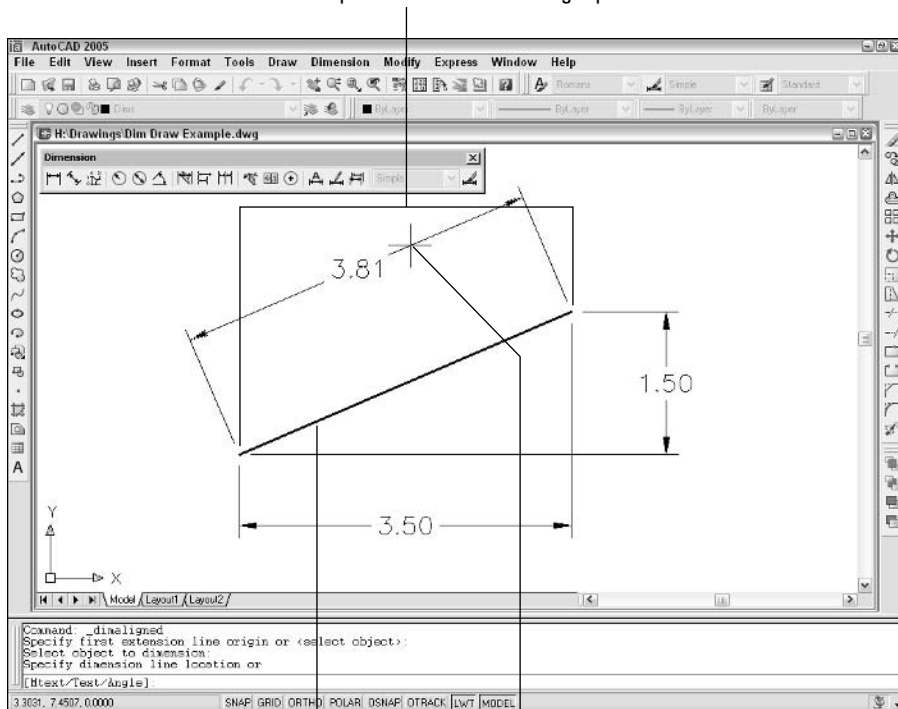 AutoCAD 2005
File Edit View Insert Format Tools Draw Dimension Modify Express Window Help
Romans Simple Standard
Dims ByLayer ByLayer ByLayer ByLayer
H:\Drawings\Dim Draw Example.dwg
Dimension
Simple
3.81
1.50
3.50
Y
X
A
Model Layout1 Layout2
Command: _dimaligned
Specify first extension line origin or <select object>:
Select object to dimension:
Specify dimension line location or
[Mtext/Text/Angle]:
3.3031, 7.4507, 0.0000 SNAP GRID ORTHO POLAR OSNAP OTRACK LWT MODEL